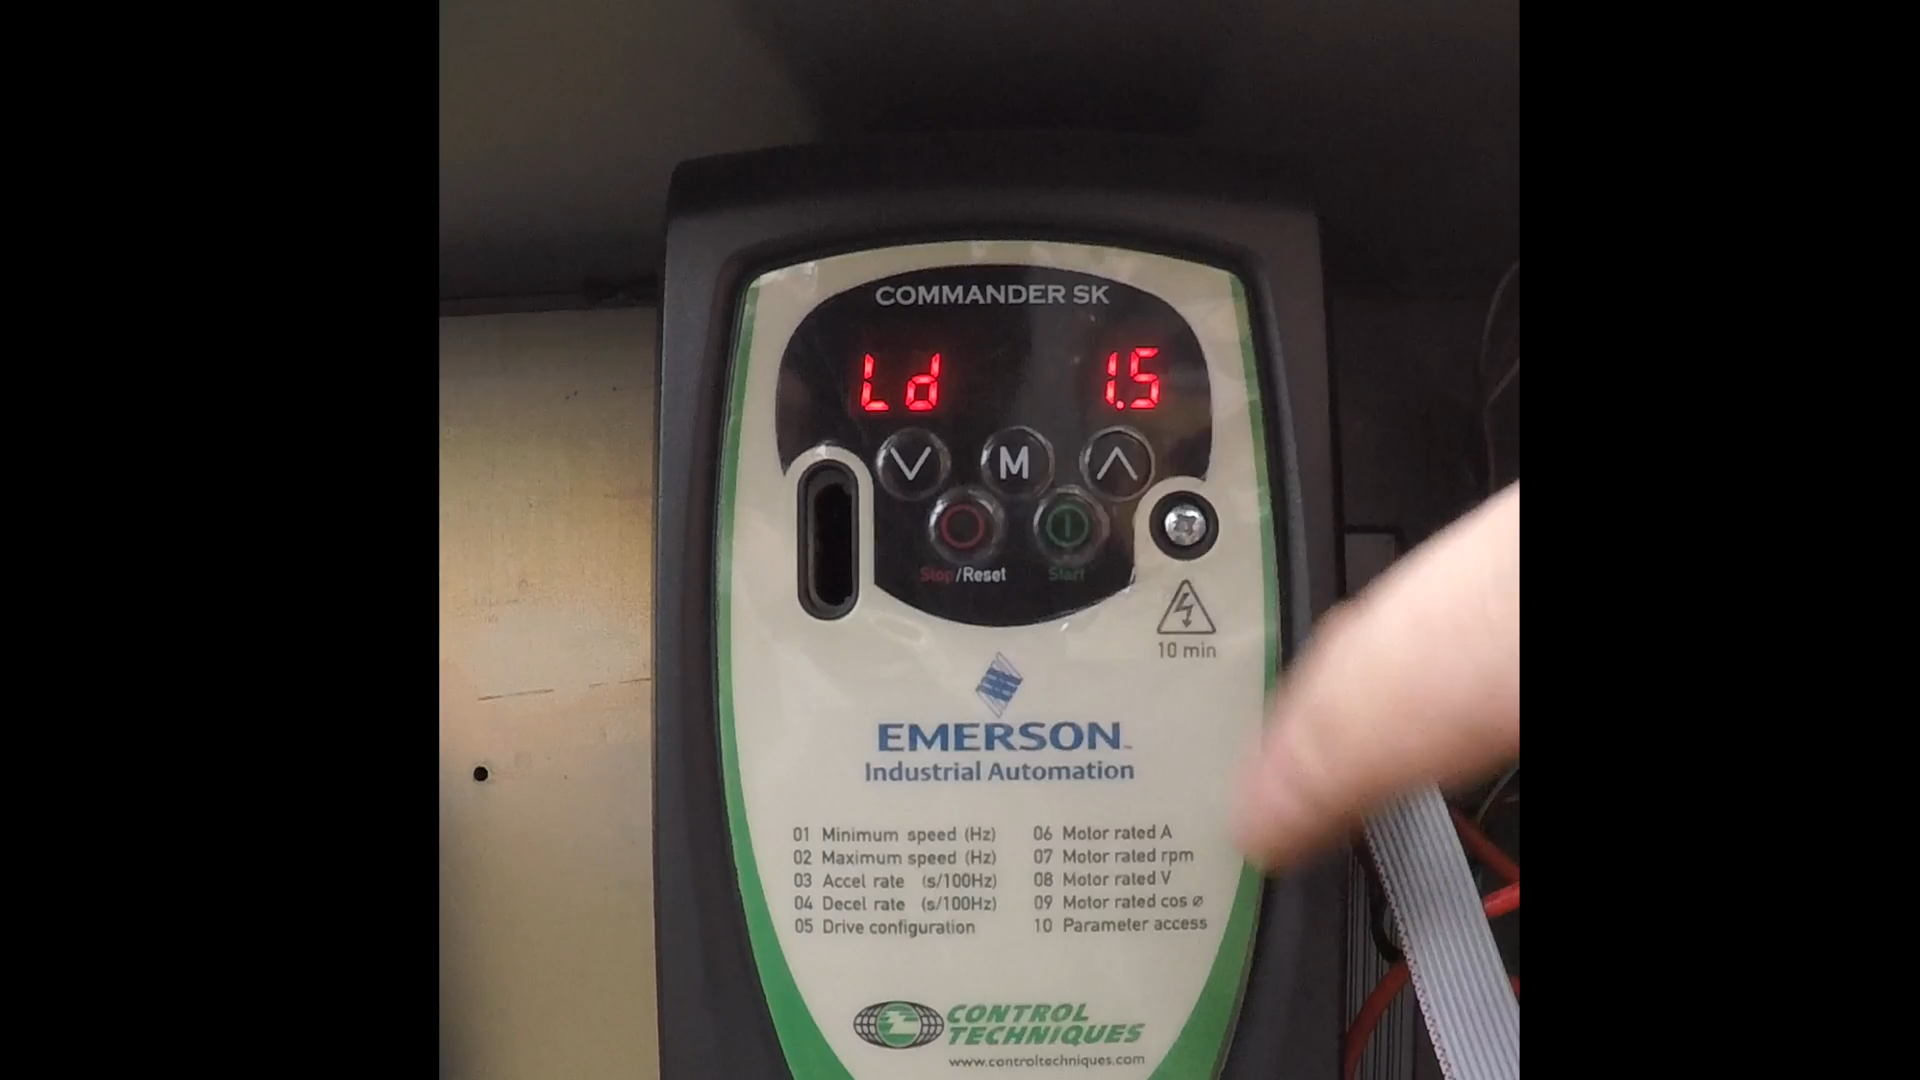 COMMANDER SK
Ld 1.5
M
Stop/Reset Start
10 min
EMERSON™
Industrial Automation
01 Minimum speed (Hz)
02 Maximum speed (Hz)
03 Accel rate (s/100Hz)
04 Decel rate (s/100Hz)
05 Drive configuration
06 Motor rated A
07 Motor rated rpm
08 Motor rated V
09 Motor rated cos ø
10 Parameter access
CONTROL
TECHNIQUES
www.controltechniques.com